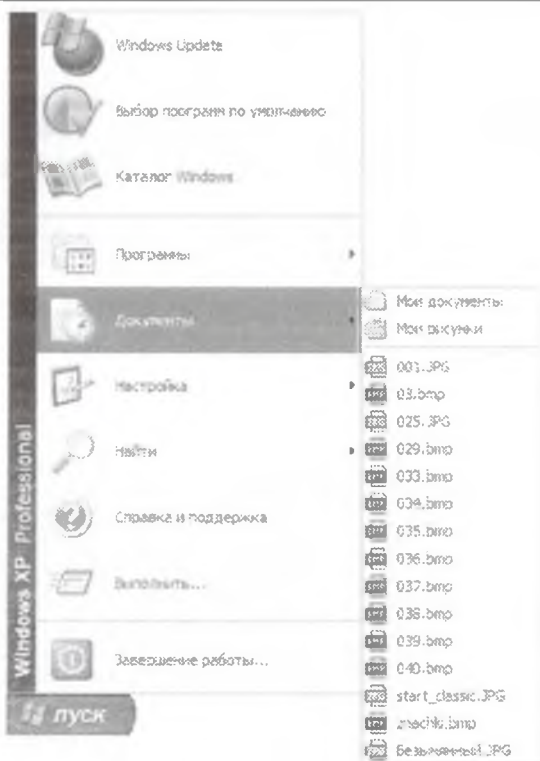 Windows Update
Выбор программ по умолчанию
Каталог Windows
Программы
Документы
Настройка
Найти
Справка и поддержка
Выполнить...
Завершение работы...
Windows XP Professional
пуск
Мои документы
Мои рисунки
001.JPG
03.bmp
025.JPG
029.bmp
033.bmp
034.bmp
035.bmp
036.bmp
037.bmp
038.bmp
039.bmp
040.bmp
start_classic.JPG
znachki.bmp
Безымянный.JPG